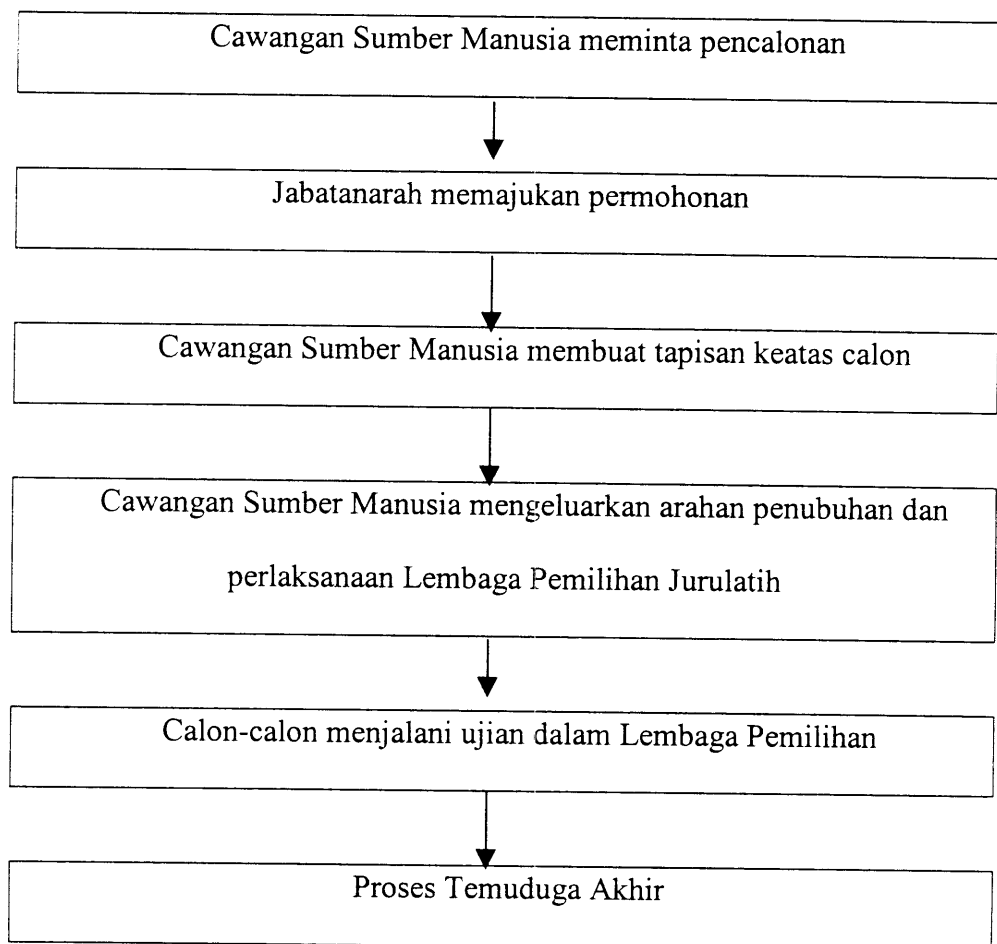 Cawangan Sumber Manusia meminta pencalonan
Jabatanarah memajukan permohonan
Cawangan Sumber Manusia membuat tapisan keatas calon
Cawangan Sumber Manusia mengeluarkan arahan penubuhan dan
perlaksanaan Lembaga Pemilihan Jurulatih
Calon-calon menjalani ujian dalam Lembaga Pemilihan
Proses Temuduga Akhir